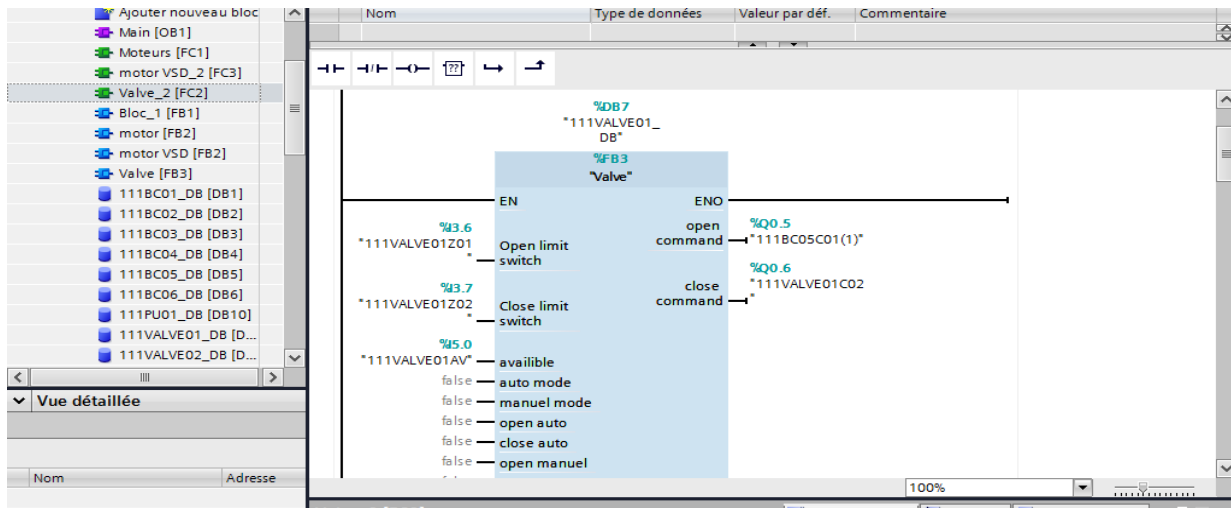 Ajouter nouveau bloc
Main [OB1]
Moteurs [FC1]
motor VSD_2 [FC3]
Valve_2 [FC2]
Bloc_1 [FB1]
motor [FB2]
motor VSD [FB2]
Valve [FB3]
111BC01_DB [DB1]
111BC02_DB [DB2]
111BC03_DB [DB3]
111BC04_DB [DB4]
111BC05_DB [DB5]
111BC06_DB [DB6]
111PU01_DB [DB10]
111VALVE01_DB [D...
111VALVE02_DB [D...
Vue détaillée
Nom Adresse
Nom Type de données Valeur par déf. Commentaire
??
%DB7
"111VALVE01_
DB"
%FB3
"Valve"
EN ENO
%I3.6
"111VALVE01Z01
"
Open limit
switch
open
command
%Q0.5
"111BC05C01(1)"
%I3.7
"111VALVE01Z02
"
Close limit
switch
close
command
%Q0.6
"111VALVE01C02
"
%I5.0
"111VALVE01AV" availible
false auto mode
false manuel mode
false open auto
false close auto
false open manuel
100%